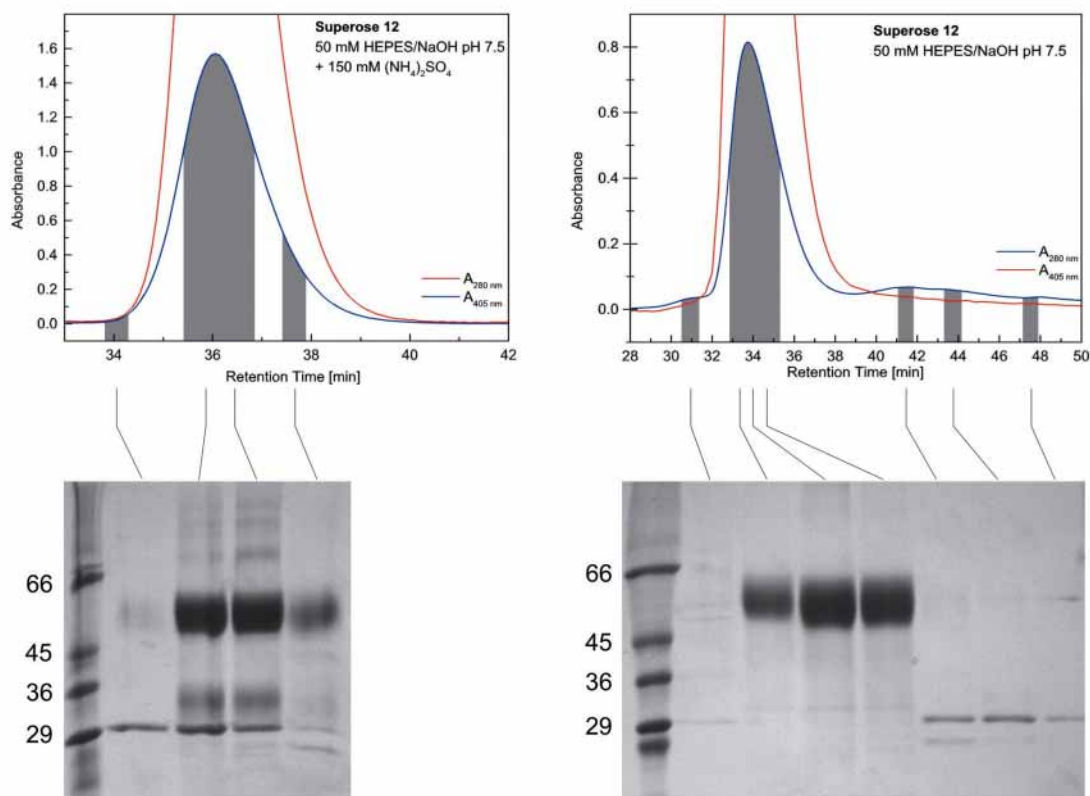 Superose 12
50 mM HEPES/NaOH pH 7.5
+ 150 mM (NH4)2SO4
Absorbance
1.6
1.4
1.2
1.0
0.8
0.6
0.4
0.2
0.0
A280 nm
A405 nm
34 36 38 40 42
Retention Time [min]
Superose 12
50 mM HEPES/NaOH pH 7.5
Absorbance
0.8
0.6
0.4
0.2
0.0
A280 nm
A405 nm
28 30 32 34 36 38 40 42 44 46 48 50
Retention Time [min]
66
45
36
29
66
45
36
29